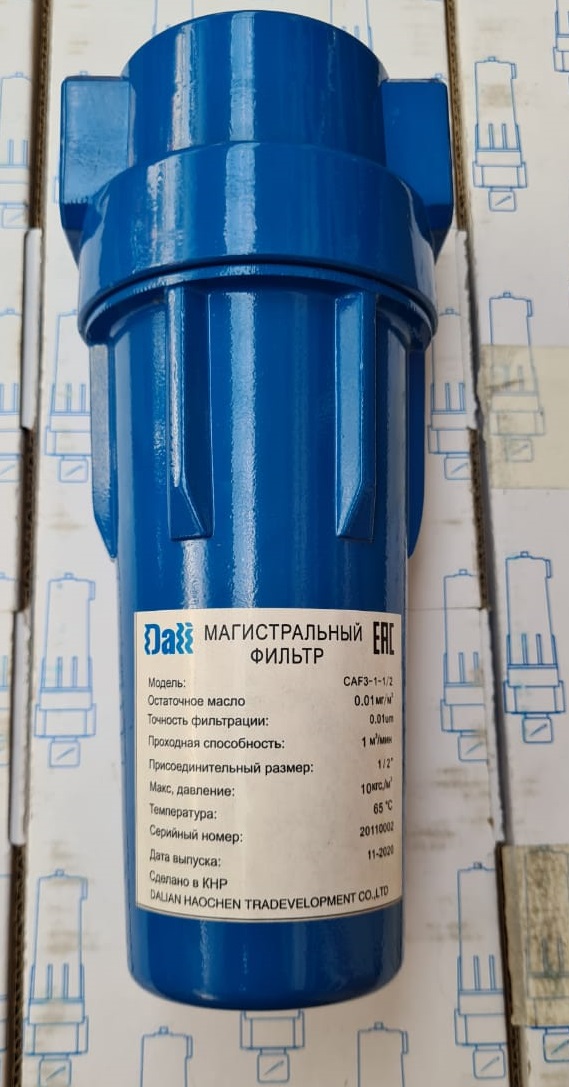 Dali МАГИСТРАЛЬНЫЙ ФИЛЬТР EAC
Модель: CAF3-1-1/2
Остаточное масло 0.01мг/м³
Точность фильтрации: 0.01um
Проходная способность: 1 м³/мин
Присоединительный размер: 1/2"
Макс, давление: 10кгс/м²
Температура: 65 °C
Серийный номер: 20110002
Дата выпуска: 11-2020
Сделано в КНР
DALIAN HAOCHEN TRADEVELOPMENT CO.,LTD